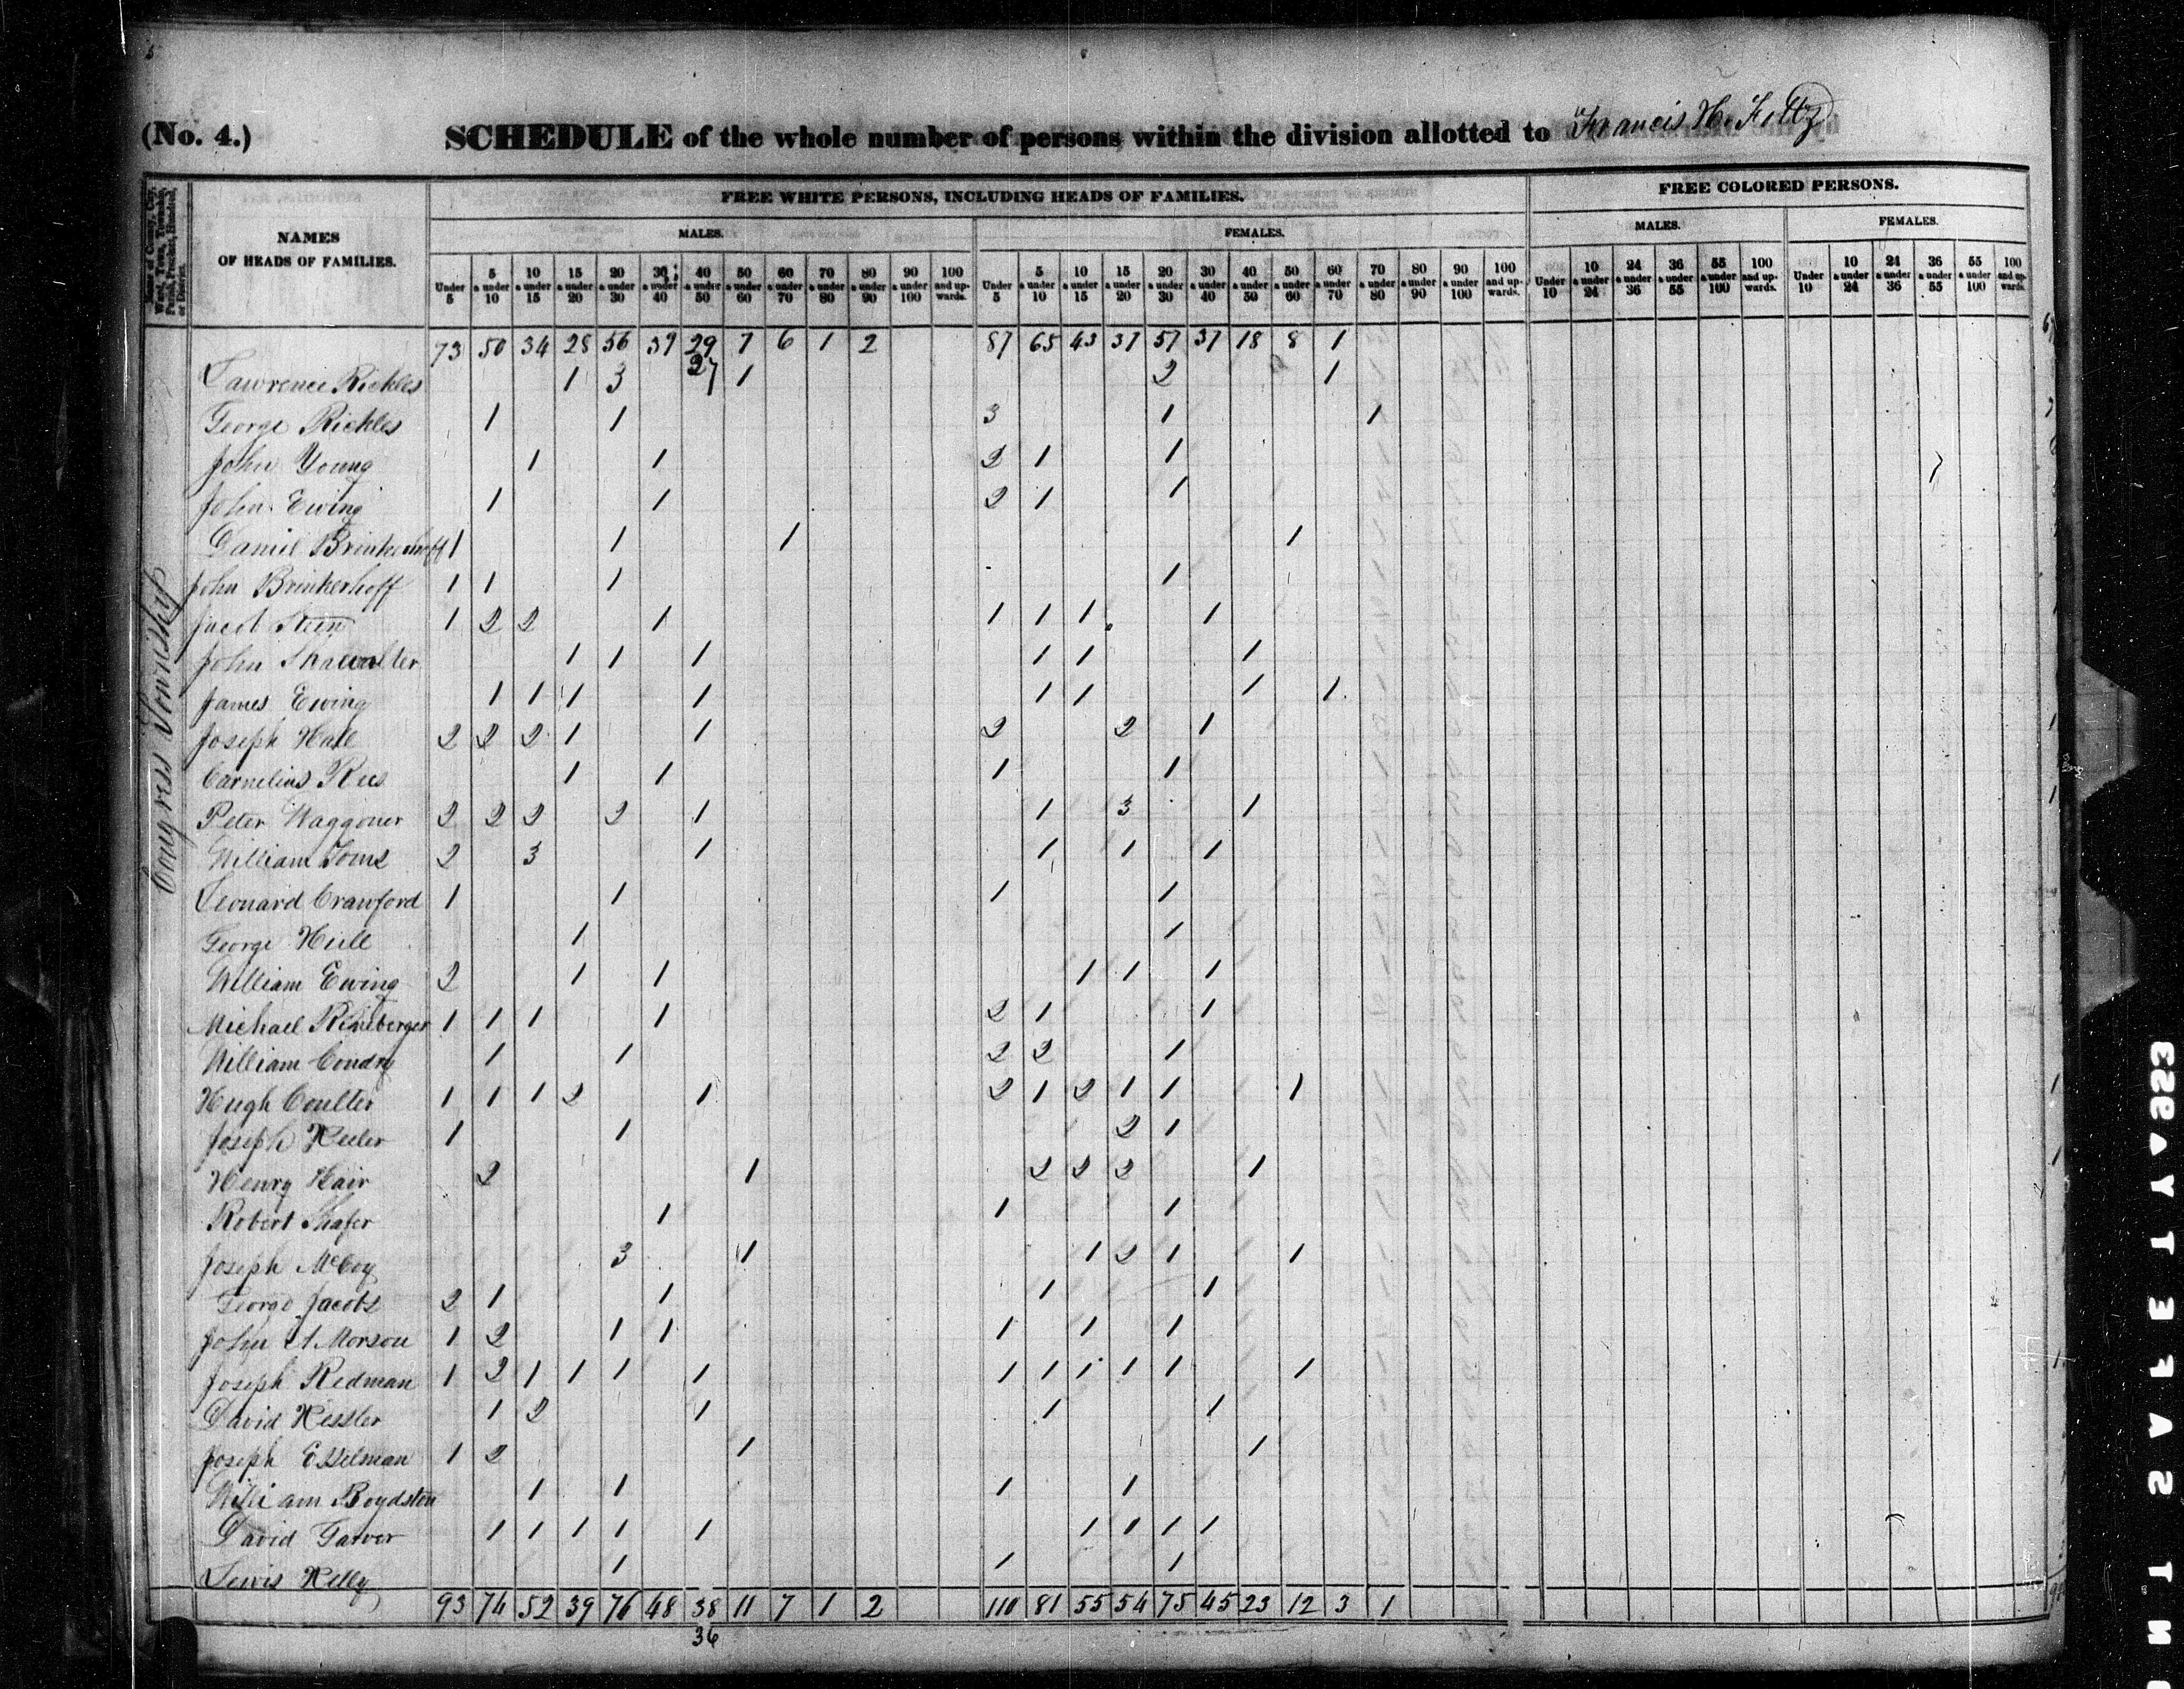 (No. 4.) SCHEDULE of the whole number of persons within the division allotted to Francis H. Foltz
Name of County, City, Ward, Town, Township, Parish, Precinct, Hundred, or District.
NAMES OF HEADS OF FAMILIES.
FREE WHITE PERSONS, INCLUDING HEADS OF FAMILIES.
FREE COLORED PERSONS.
MALES. FEMALES. MALES. FEMALES.
Under 5 | 5 & under 10 | 10 & under 15 | 15 & under 20 | 20 & under 30 | 30 & under 40 | 40 & under 50 | 50 & under 60 | 60 & under 70 | 70 & under 80 | 80 & under 90 | 90 & under 100 | 100 and upwards. | Under 5 | 5 & under 10 | 10 & under 15 | 15 & under 20 | 20 & under 30 | 30 & under 40 | 40 & under 50 | 50 & under 60 | 60 & under 70 | 70 & under 80 | 80 & under 90 | 90 & under 100 | 100 and upwards. | Under 10 | 10 & under 24 | 24 & under 36 | 36 & under 55 | 55 & under 100 | 100 and upwards. | Under 10 | 10 & under 24 | 24 & under 36 | 36 & under 55 | 55 & under 100 | 100 and upwards.
Congress Township
73 50 34 28 56 39 29 7 6 1 2 87 65 43 37 57 37 18 8 1
27
Lawrence Rickles 1 3 1 2 1
George Rickles 1 1 3 1 1
John Young 1 1 2 1 1
John Ewing 1 1 2 1 1
Daniel Brinkerhoff 1 1 1 1
John Brinkerhoff 1 1 1 1
Jacob Steen 1 2 2 1 1 1 1 1
John Showalter 1 1 1 1 1 1
James Ewing 1 1 1 1 1 1 1 1
Joseph Hall 2 2 2 1 1 2 2 1
Cornelius Rees 1 1 1 1
Peter Waggoner 2 2 2 2 1 1 3 1
William 2 3 1 1 1 1
Leonard Crawford 1 1 1 1
George Hull 1 1
William Ewing 2 1 1 1 1 1
Michael Rineberger 1 1 1 1 2 1 1
William Condry 1 1 2 2 1
Hugh Coulter 1 1 1 2 1 2 1 2 1 1 1
Joseph Keeler 1 1 2 1
Henry Hair 2 1 2 2 2 1
Robert Shafer 1 1 1
Joseph McCoy 3 1 1 2 1 1
George Jacobs 2 1 1 1 1
John A Morson 1 2 1 1 1 1 1
Joseph Redman 1 2 1 1 1 1 1 1 1 1 1 1
David Kessler 1 2 1 1 1
Joseph Esselman 1 2 1 1
William Boydston 1 1 1 1
David Garver 1 1 1 1 1 1 1 1 1
Lewis Kelly 1 1 1
93 74 52 39 76 48 38 11 7 1 2 110 81 55 54 75 45 23 12 3 1
36